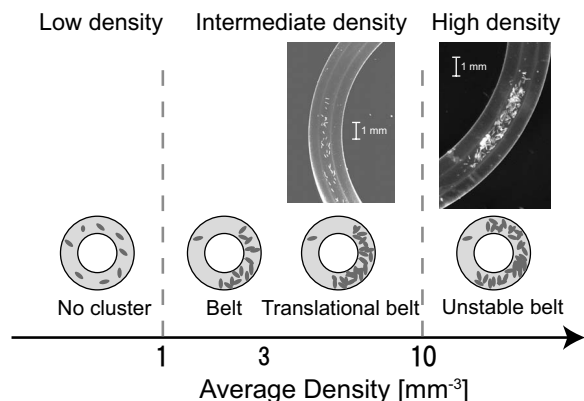 Low density
Intermediate density
High density
1 mm
1 mm
No cluster
Belt
Translational belt
Unstable belt
1
3
10
Average Density [mm⁻³]